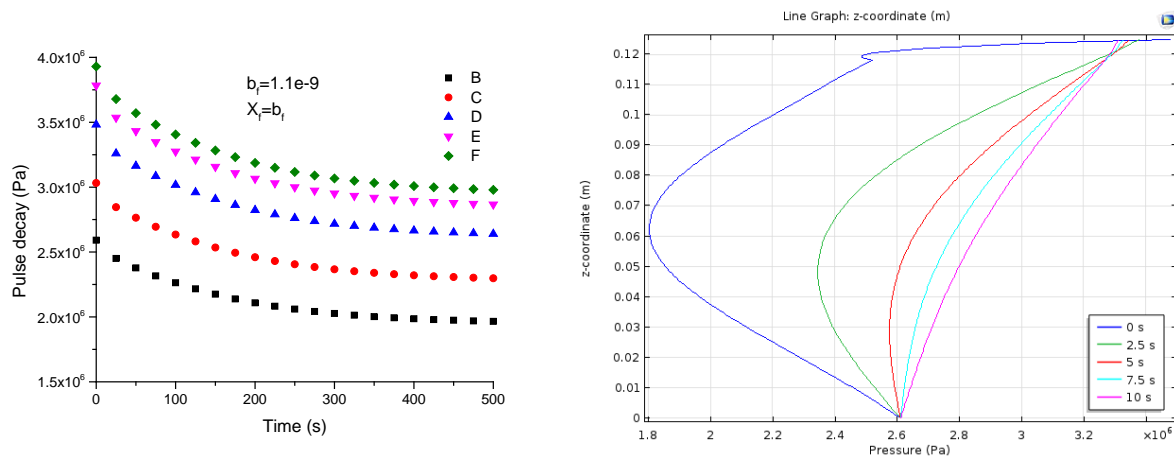 4.0x10⁶
3.5x10⁶
3.0x10⁶
2.5x10⁶
2.0x10⁶
1.5x10⁶
Pulse decay (Pa)
b_f=1.1e-9
X_f=b_f
B
C
D
E
F
0 100 200 300 400 500
Time (s)
Line Graph: z-coordinate (m)
0.12
0.11
0.1
0.09
0.08
0.07
0.06
0.05
0.04
0.03
0.02
0.01
0
z-coordinate (m)
0 s
2.5 s
5 s
7.5 s
10 s
1.8 2 2.2 2.4 2.6 2.8 3 3.2 ×10⁶
Pressure (Pa)